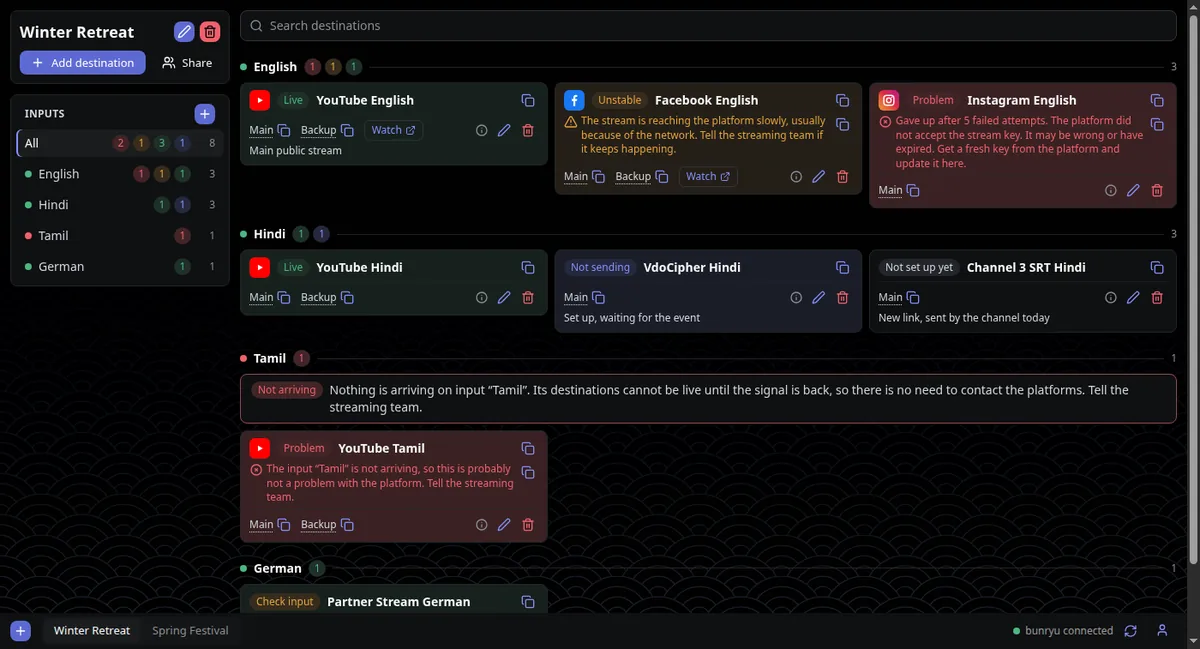 Winter Retreat
Add destination
Share
INPUTS
All 2 1 3 1 8
English 1 1 1 3
Hindi 1 1 3
Tamil 1 1
German 1 1
Search destinations
English 1 1 1 3
Live YouTube English
Main Backup Watch
Main public stream
Unstable Facebook English
The stream is reaching the platform slowly, usually
because of the network. Tell the streaming team if
it keeps happening.
Main Backup Watch
Problem Instagram English
Gave up after 5 failed attempts. The platform did
not accept the stream key. It may be wrong or have
expired. Get a fresh key from the platform and
update it here.
Main
Hindi 1 1 3
Live YouTube Hindi
Main Backup
Not sending VdoCipher Hindi
Main
Set up, waiting for the event
Not set up yet Channel 3 SRT Hindi
Main
New link, sent by the channel today
Tamil 1 1
Not arriving Nothing is arriving on input “Tamil”. Its destinations cannot be live until the signal is back, so there is no need to contact the platforms. Tell the
streaming team.
Problem YouTube Tamil
The input “Tamil” is not arriving, so this is probably
not a problem with the platform. Tell the streaming
team.
Main Backup
German 1 1
Check input Partner Stream German
Winter Retreat Spring Festival
bunryu connected